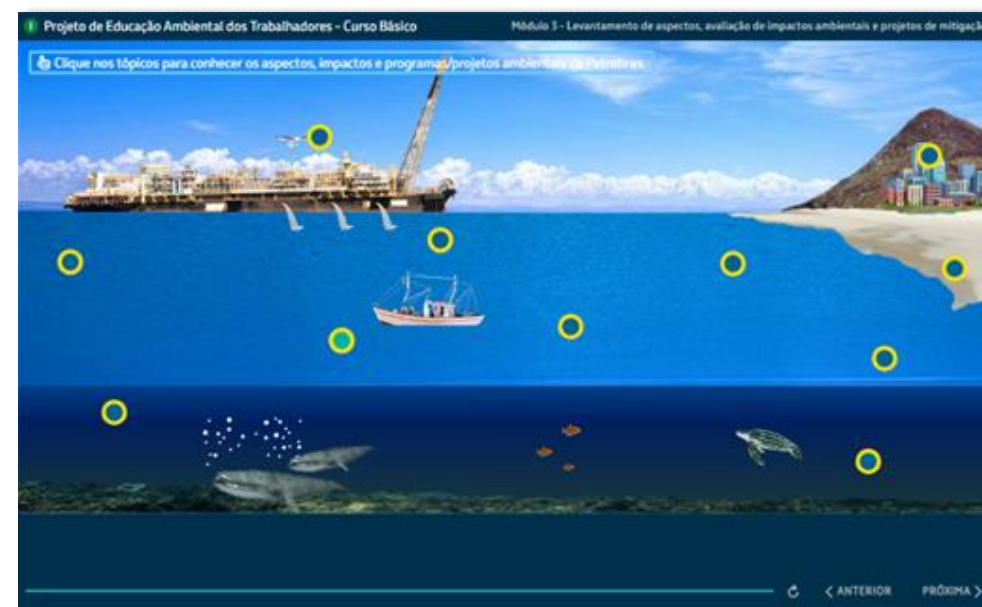 Projeto de Educação Ambiental dos Trabalhadores - Curso Básico
Módulo 3 - Levantamento de aspectos, avaliação de impactos ambientais e projetos de mitigaçã
Clique nos tópicos para conhecer os aspectos, impactos e programas/projetos ambientais da Petrobras.
ANTERIOR
PRÓXIMA